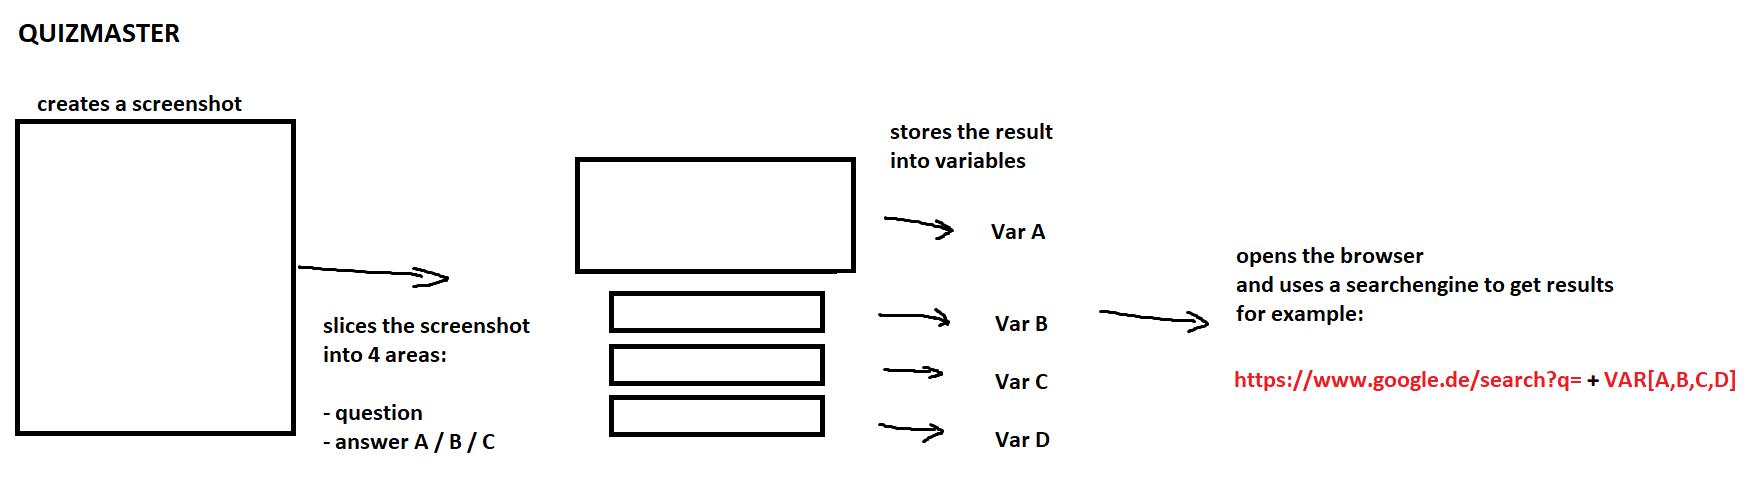 QUIZMASTER
creates a screenshot
slices the screenshot
into 4 areas:
- question
- answer A / B / C
stores the result
into variables
Var A
Var B
Var C
Var D
opens the browser
and uses a searchengine to get results
for example:
https://www.google.de/search?q= + VAR[A,B,C,D]